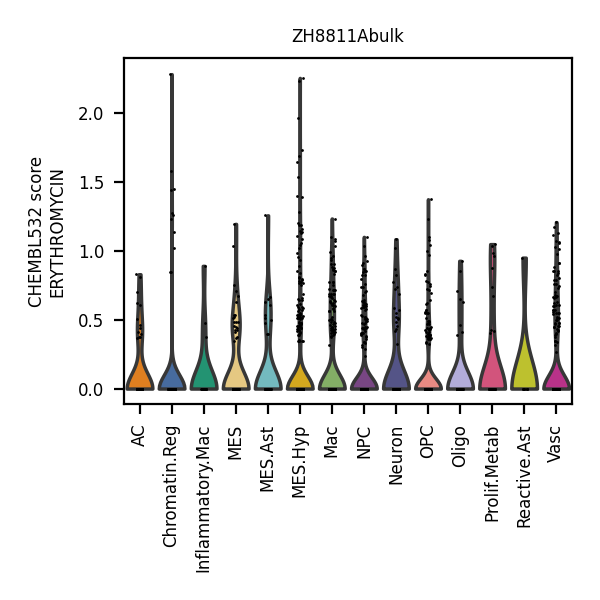 ZH8811Abulk
CHEMBL532 score
ERYTHROMYCIN
2.0
1.5
1.0
0.5
0.0
AC
Chromatin.Reg
Inflammatory.Mac
MES
MES.Ast
MES.Hyp
Mac
NPC
Neuron
OPC
Oligo
Prolif.Metab
Reactive.Ast
Vasc